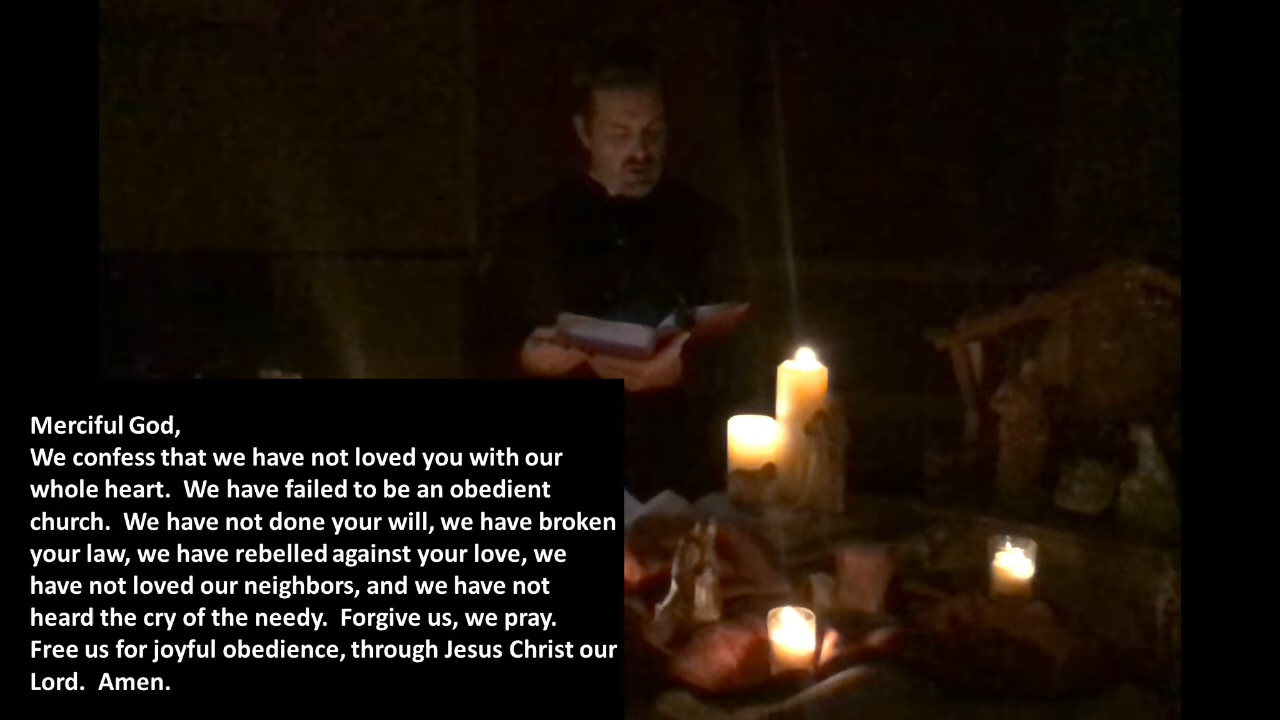 Merciful God,
We confess that we have not loved you with our
whole heart.  We have failed to be an obedient
church.  We have not done your will, we have broken
your law, we have rebelled against your love, we
have not loved our neighbors, and we have not
heard the cry of the needy.  Forgive us, we pray.
Free us for joyful obedience, through Jesus Christ our
Lord.  Amen.